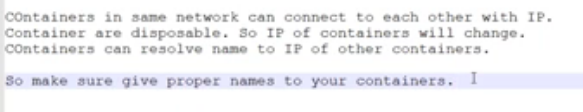 COntainers in same network can connect to each other with IP.
Container are disposable. So IP of containers will change.
COntainers can resolve name to IP of other containers.
So make sure give proper names to your containers.